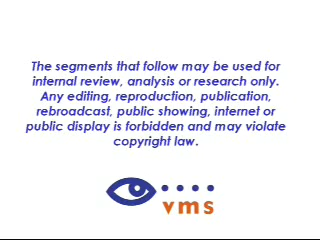 The segments that follow may be used for
internal review, analysis or research only.
Any editing, reproduction, publication,
rebroadcast, public showing, internet or
public display is forbidden and may violate
copyright law.
vms